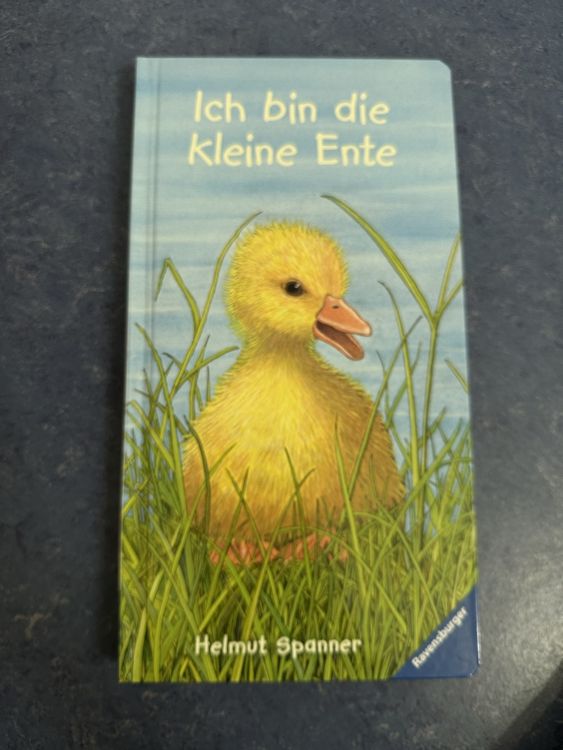 Ich bin die
kleine Ente
Helmut Spanner
Ravensburger